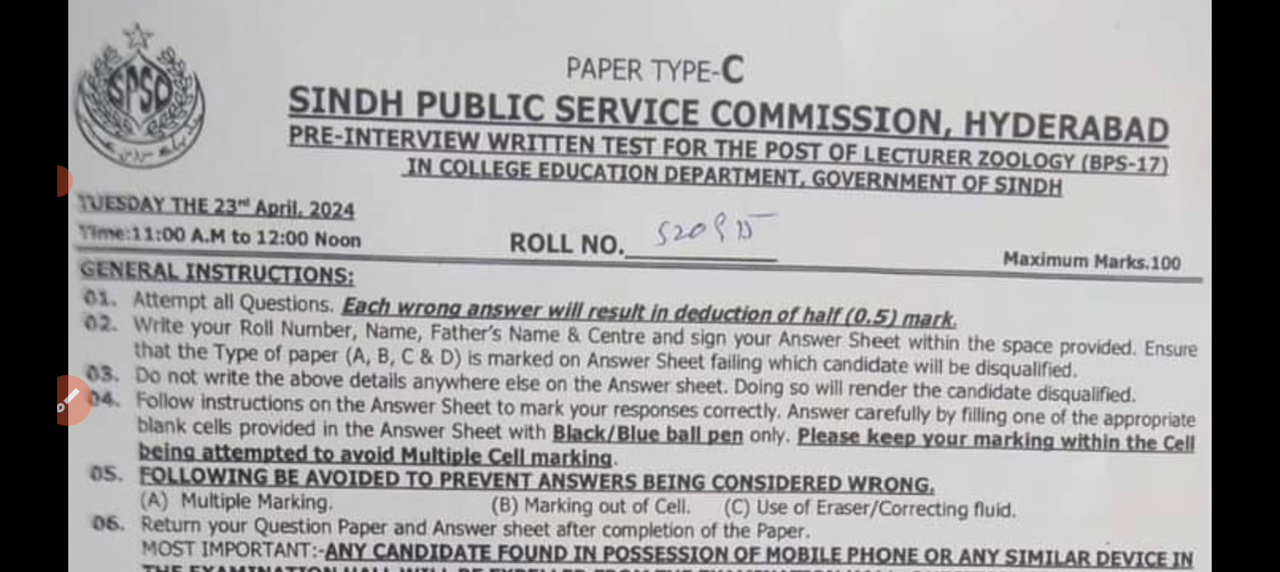 SPSC
PAPER TYPE-C
SINDH PUBLIC SERVICE COMMISSION, HYDERABAD
PRE-INTERVIEW WRITTEN TEST FOR THE POST OF LECTURER ZOOLOGY (BPS-17)
IN COLLEGE EDUCATION DEPARTMENT, GOVERNMENT OF SINDH
TUESDAY THE 23rd April, 2024
Time:11:00 A.M to 12:00 Noon
ROLL NO.
Maximum Marks.100
GENERAL INSTRUCTIONS:
01. Attempt all Questions. Each wrong answer will result in deduction of half (0.5) mark.
02. Write your Roll Number, Name, Father's Name & Centre and sign your Answer Sheet within the space provided. Ensure
that the Type of paper (A, B, C & D) is marked on Answer Sheet failing which candidate will be disqualified.
03. Do not write the above details anywhere else on the Answer sheet. Doing so will render the candidate disqualified.
04. Follow instructions on the Answer Sheet to mark your responses correctly. Answer carefully by filling one of the appropriate
blank cells provided in the Answer Sheet with Black/Blue ball pen only. Please keep your marking within the Cell
being attempted to avoid Multiple Cell marking.
05. FOLLOWING BE AVOIDED TO PREVENT ANSWERS BEING CONSIDERED WRONG.
(A) Multiple Marking. (B) Marking out of Cell. (C) Use of Eraser/Correcting fluid.
06. Return your Question Paper and Answer sheet after completion of the Paper.
MOST IMPORTANT:-ANY CANDIDATE FOUND IN POSSESSION OF MOBILE PHONE OR ANY SIMILAR DEVICE IN